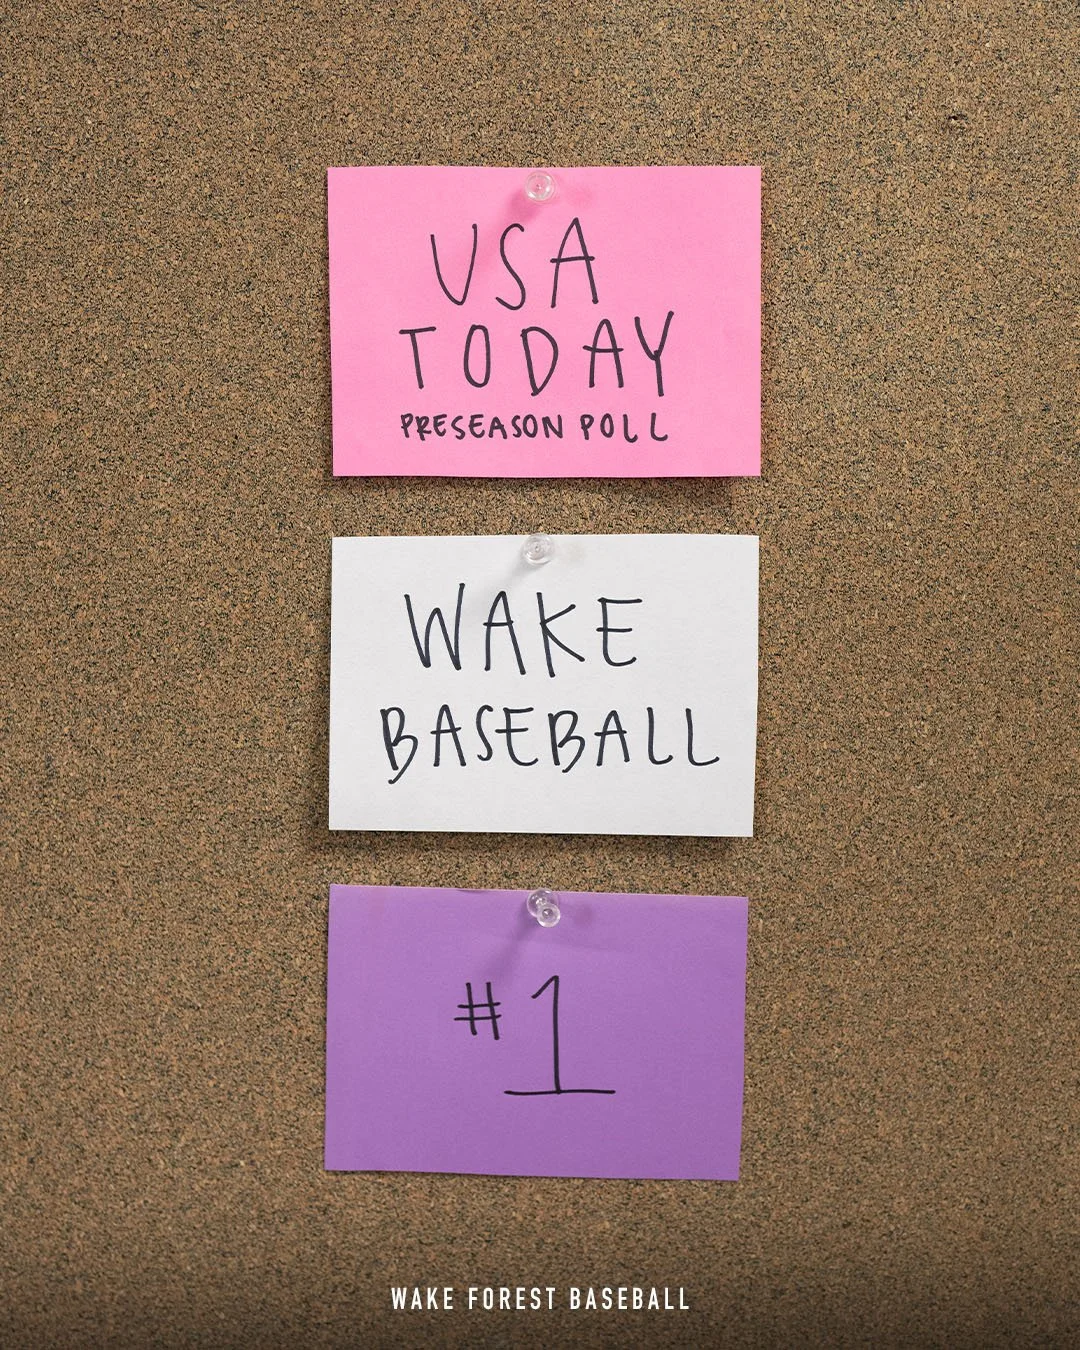 USA
TODAY
PRESEASON POLL
WAKE
BASEBALL
#1
WAKE FOREST BASEBALL